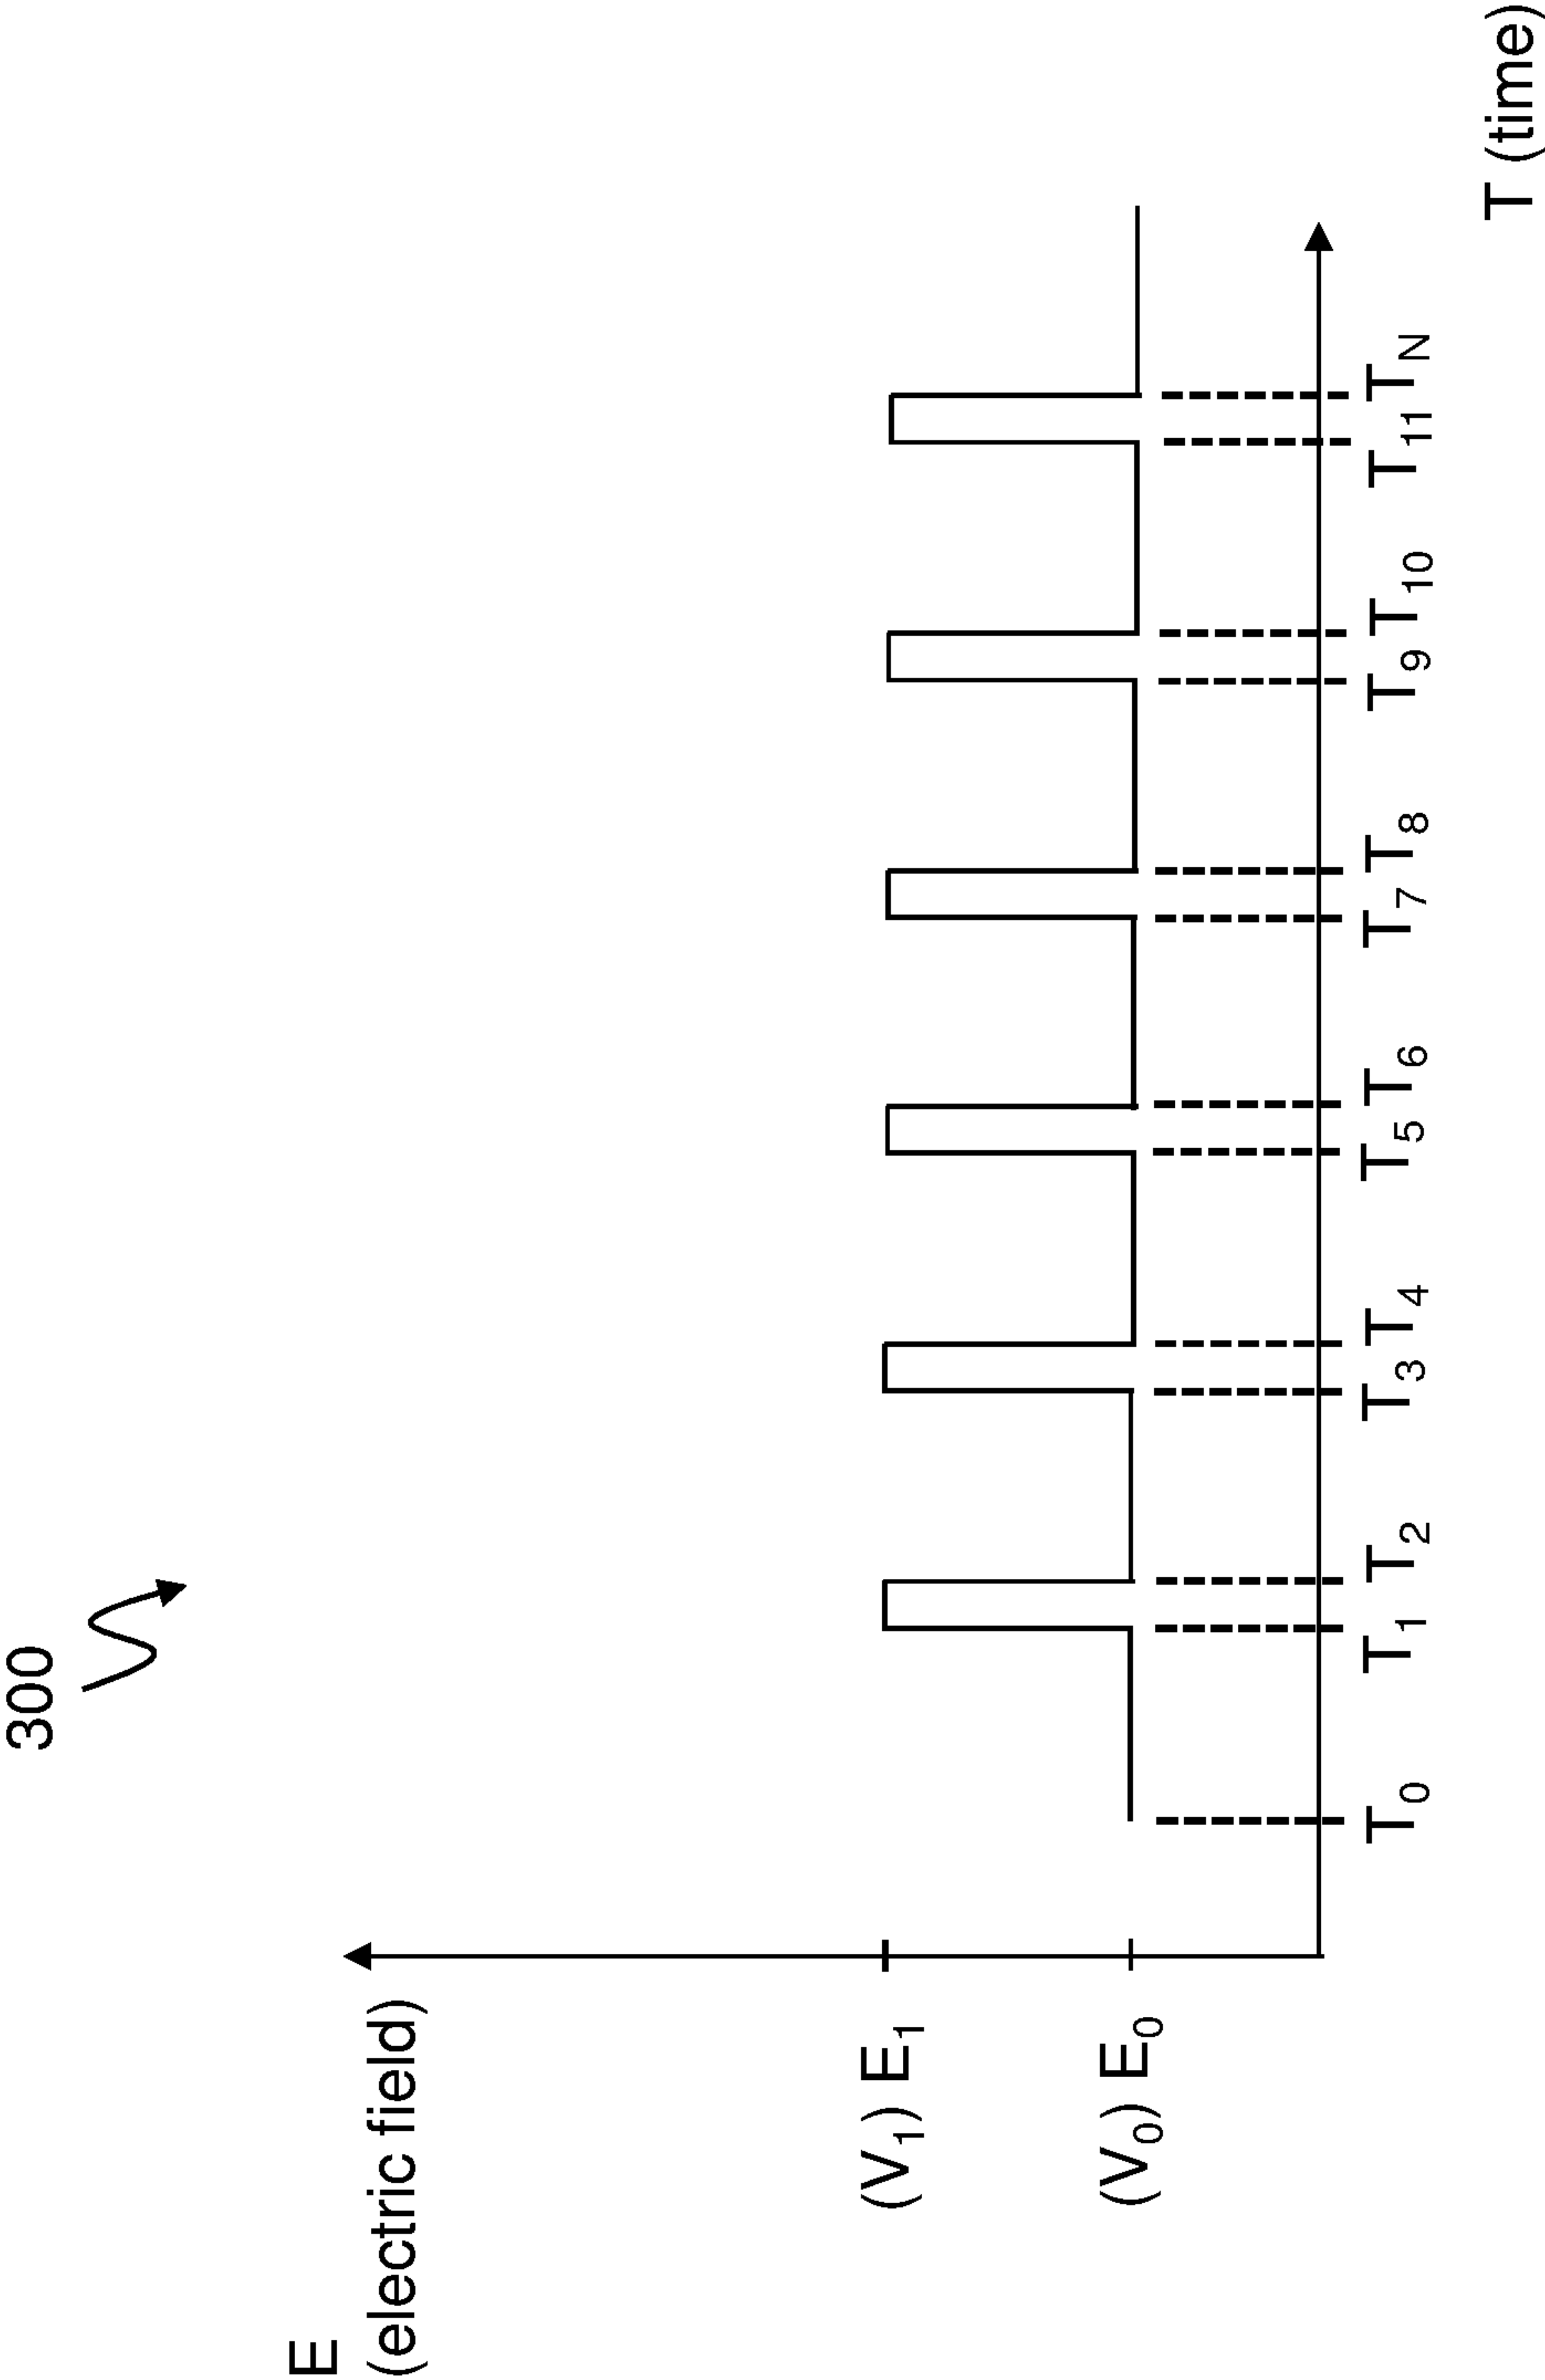 300
E
(electric field)
(V1) E1
(V0) E0
T0 T1 T2 T3 T4 T5 T6 T7 T8 T9 T10 T11 TN
T (time)